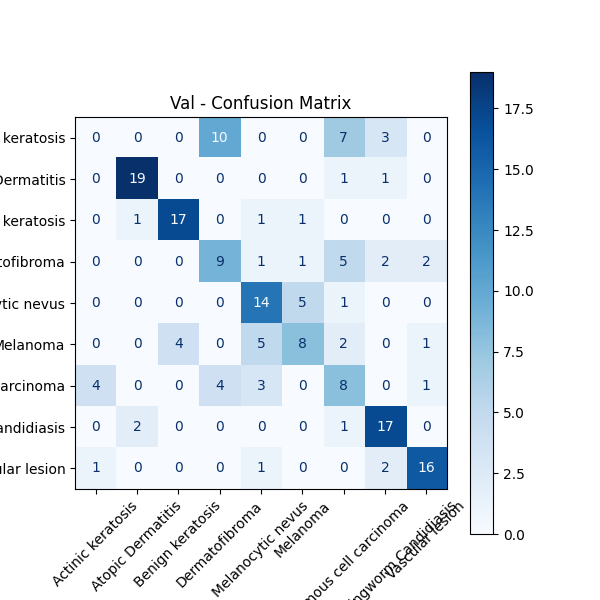 Val - Confusion Matrix
keratosis 0 0 0 10 0 0 7 3 0
Dermatitis 0 19 0 0 0 0 1 1 0
keratosis 0 1 17 0 1 1 0 0 0
tofibroma 0 0 0 9 1 1 5 2 2
ytic nevus 0 0 0 0 14 5 1 0 0
Melanoma 0 0 4 0 5 8 2 0 1
arcinoma 4 0 0 4 3 0 8 0 1
andidiasis 0 2 0 0 0 0 1 17 0
ular lesion 1 0 0 0 1 0 0 2 16
Actinic keratosis
Atopic Dermatitis
Benign keratosis
Dermatofibroma
Melanocytic nevus
Melanoma
mous cell carcinoma
ingworm Candidiasis
Vascular lesion
17.5
15.0
12.5
10.0
7.5
5.0
2.5
0.0